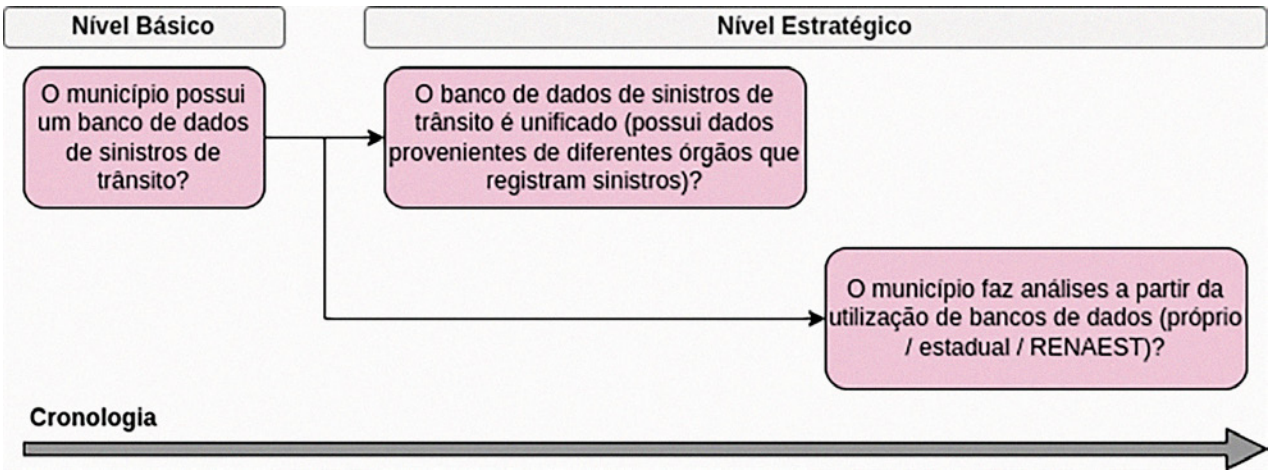 Nível Básico
Nível Estratégico
O município possui
um banco de dados
de sinistros de
trânsito?
O banco de dados de sinistros de
trânsito é unificado (possui dados
provenientes de diferentes órgãos que
registram sinistros)?
O município faz análises a partir da
utilização de bancos de dados (próprio
/ estadual / RENAEST)?
Cronologia